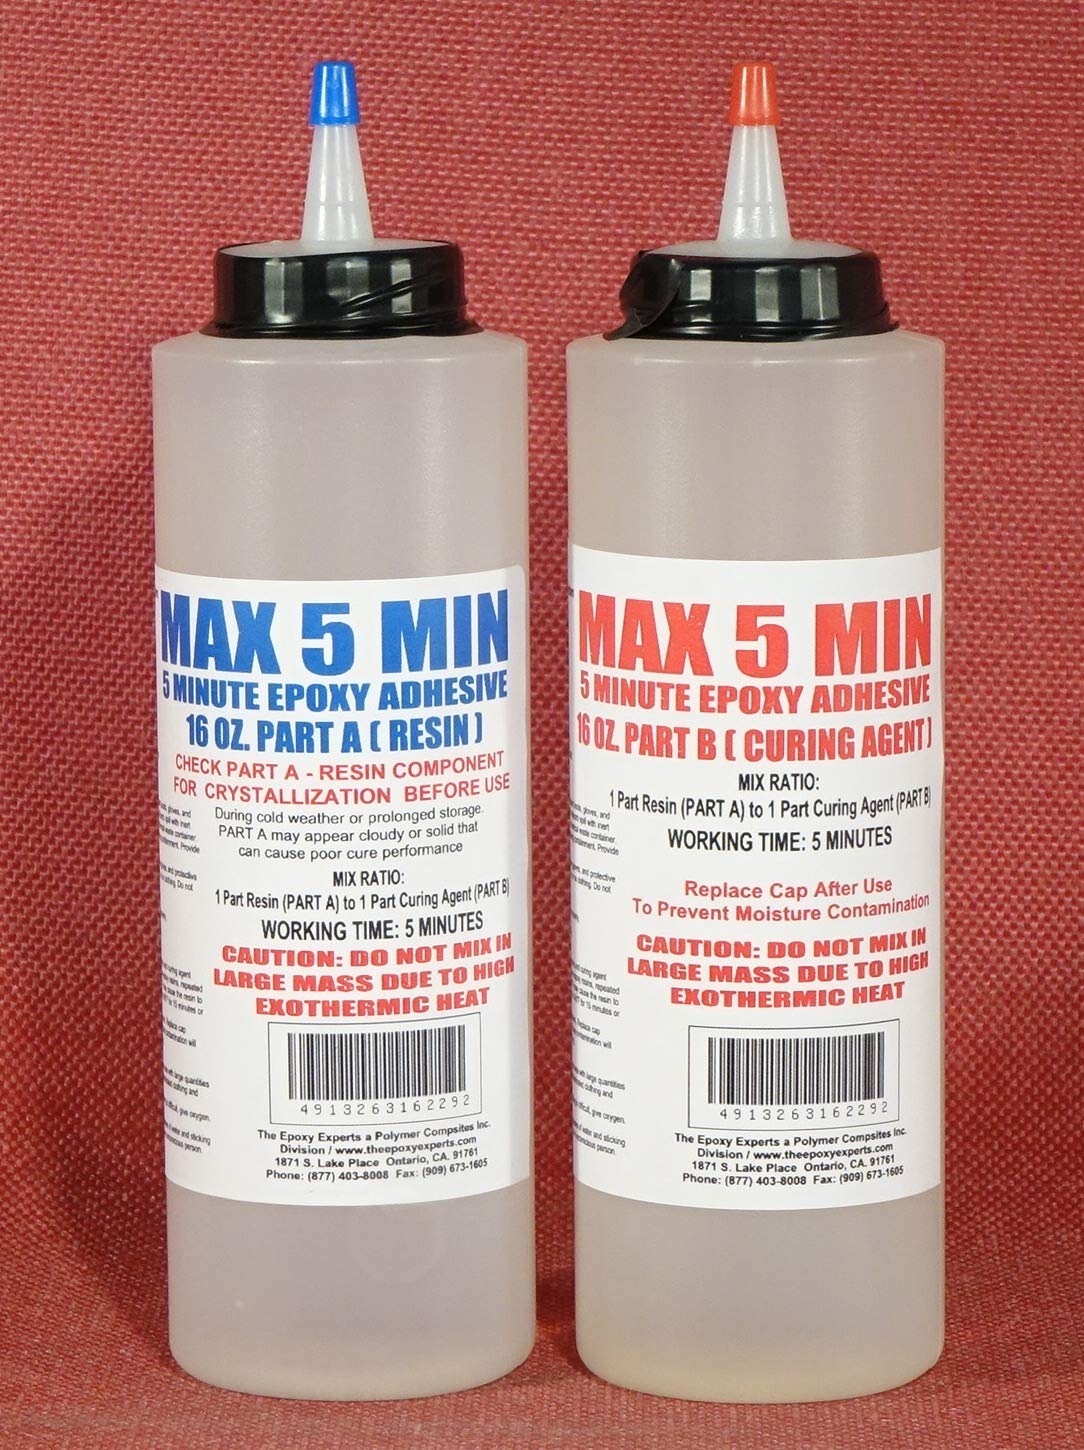 MAX 5 MIN
5 MINUTE EPOXY ADHESIVE
16 OZ. PART A ( RESIN )
CHECK PART A - RESIN COMPONENT
FOR CRYSTALLIZATION BEFORE USE
During cold weather or prolonged storage.
PART A may appear cloudy or solid that
can cause poor cure performance
MIX RATIO:
1 Part Resin (PART A) to 1 Part Curing Agent (PART B)
WORKING TIME: 5 MINUTES
CAUTION: DO NOT MIX IN
LARGE MASS DUE TO HIGH
EXOTHERMIC HEAT
4913263162292
The Epoxy Experts a Polymer Compsites Inc.
Division / www.theepoxyexperts.com
1871 S. Lake Place Ontario, CA. 91761
Phone: (877) 403-8008 Fax: (909) 673-1605
MAX 5 MIN
5 MINUTE EPOXY ADHESIVE
16 OZ. PART B ( CURING AGENT )
MIX RATIO:
1 Part Resin (PART A) to 1 Part Curing Agent (PART B)
WORKING TIME: 5 MINUTES
Replace Cap After Use
To Prevent Moisture Contamination
CAUTION: DO NOT MIX IN
LARGE MASS DUE TO HIGH
EXOTHERMIC HEAT
4913263162292
The Epoxy Experts a Polymer Compsites Inc.
Division / www.theepoxyexperts.com
1871 S. Lake Place Ontario, CA. 91761
Phone: (877) 403-8008 Fax: (909) 673-1605